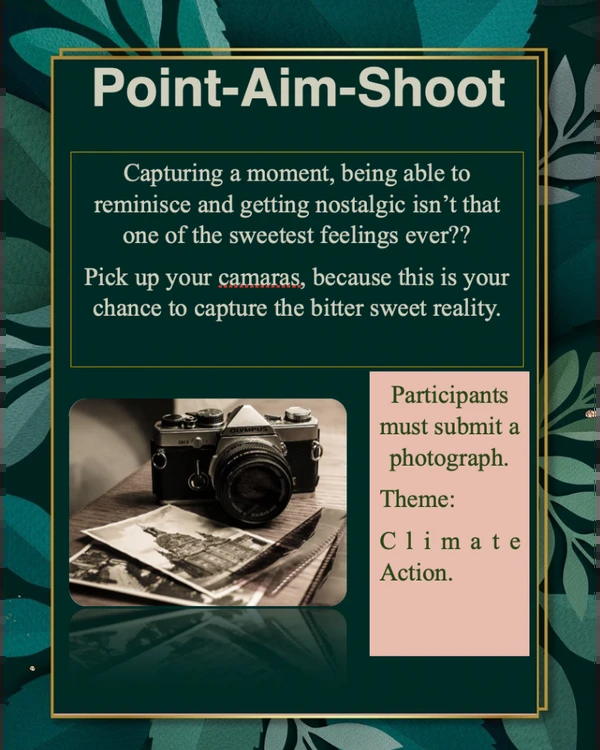 Point-Aim-Shoot
Capturing a moment, being able to
reminisce and getting nostalgic isn’t that
one of the sweetest feelings ever??
Pick up your camaras, because this is your
chance to capture the bitter sweet reality.
OLYMPUS
Participants
must submit a
photograph.
Theme:
Climate
Action.